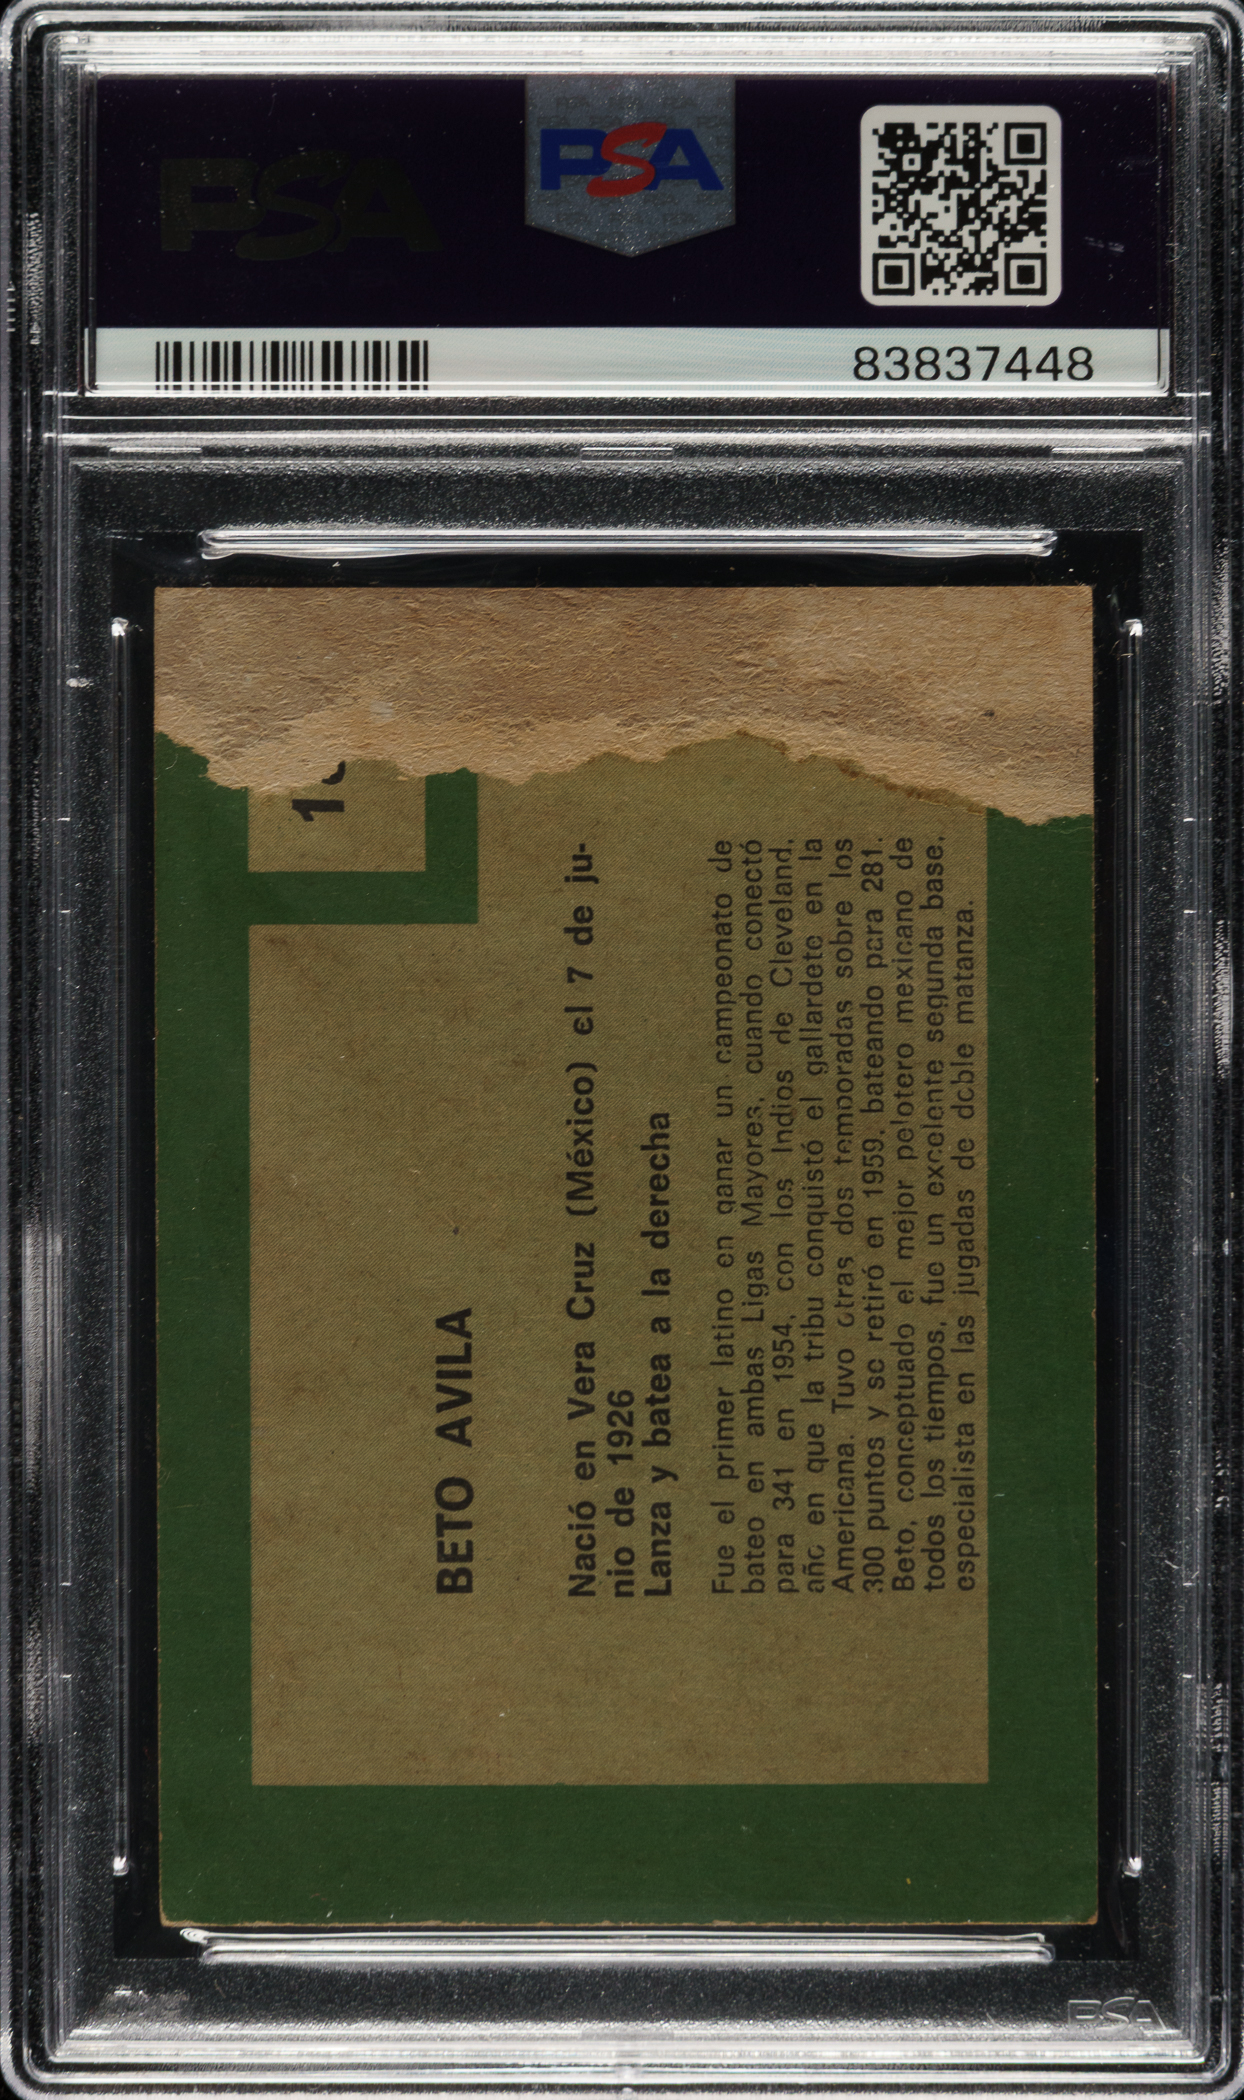 PSA
PSA
83837448
BETO AVILA
Nació en Vera Cruz (México) el 7 de ju-
nio de 1926
Lanza y batea a la derecha
Fue el primer latino en ganar un campeonato de
bateo en ambas Ligas Mayores, cuando conectó
para 341 en 1954, con los Indios de Cleveland,
año en que la tribu conquistó el gallardete en la
Americana. Tuvo otras dos temporadas sobre los
300 puntos y se retiró en 1959, bateando para 281.
Beto, conceptuado el mejor pelotero mexicano de
todos los tiempos, fue un excelente segunda base,
especialista en las jugadas de doble matanza.
PSA